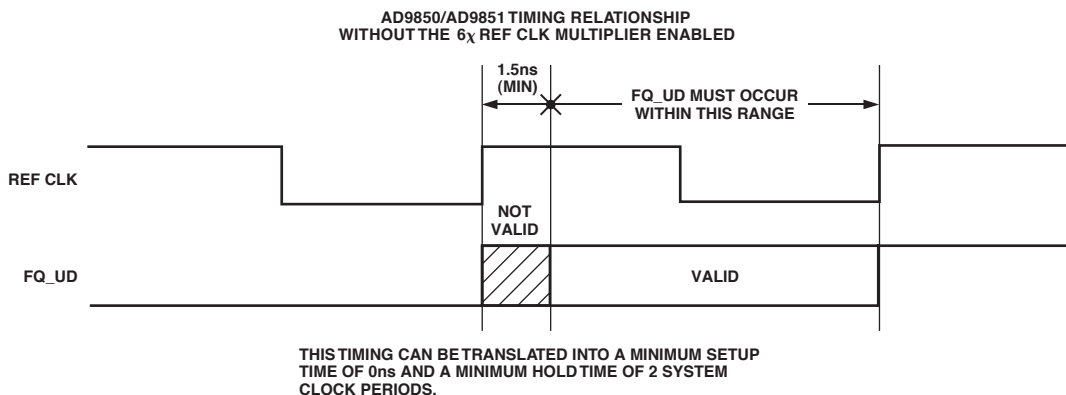 AD9850/AD9851 TIMING RELATIONSHIP
WITHOUT THE 6χ REF CLK MULTIPLIER ENABLED
1.5ns
(MIN)
FQ_UD MUST OCCUR
WITHIN THIS RANGE
REF CLK
NOT
VALID
FQ_UD
VALID
THIS TIMING CAN BE TRANSLATED INTO A MINIMUM SETUP
TIME OF 0ns AND A MINIMUM HOLD TIME OF 2 SYSTEM
CLOCK PERIODS.